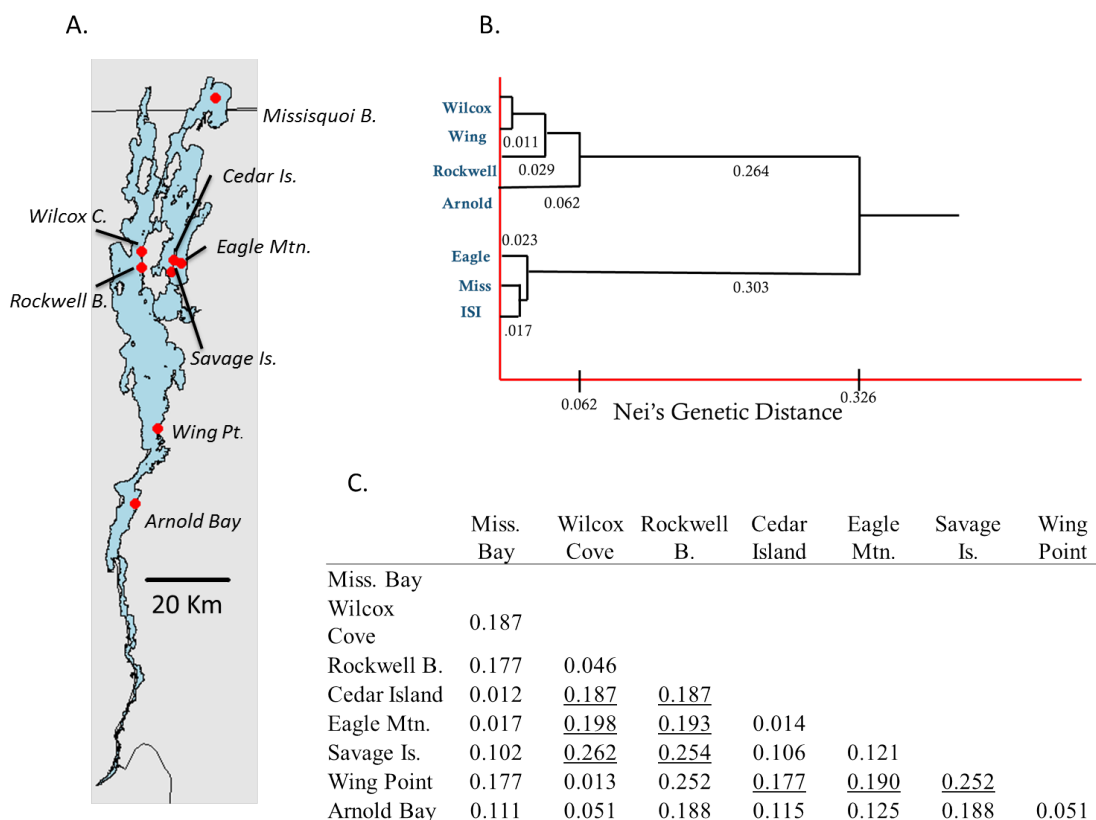 A.
Missisquoi B.
Cedar Is.
Wilcox C.
Eagle Mtn.
Rockwell B.
Savage Is.
Wing Pt.
Arnold Bay
20 Km
B.
Wilcox
Wing
0.011
Rockwell
0.029
0.264
Arnold
0.062
0.023
Eagle
Miss
0.303
ISI
.017
0.062
0.326
Nei's Genetic Distance
C.
Miss. Wilcox Rockwell Cedar Eagle Savage Wing
Bay Cove B. Island Mtn. Is. Point
Miss. Bay
Wilcox
Cove 0.187
Rockwell B. 0.177 0.046
Cedar Island 0.012 0.187 0.187
Eagle Mtn. 0.017 0.198 0.193 0.014
Savage Is. 0.102 0.262 0.254 0.106 0.121
Wing Point 0.177 0.013 0.252 0.177 0.190 0.252
Arnold Bay 0.111 0.051 0.188 0.115 0.125 0.188 0.051